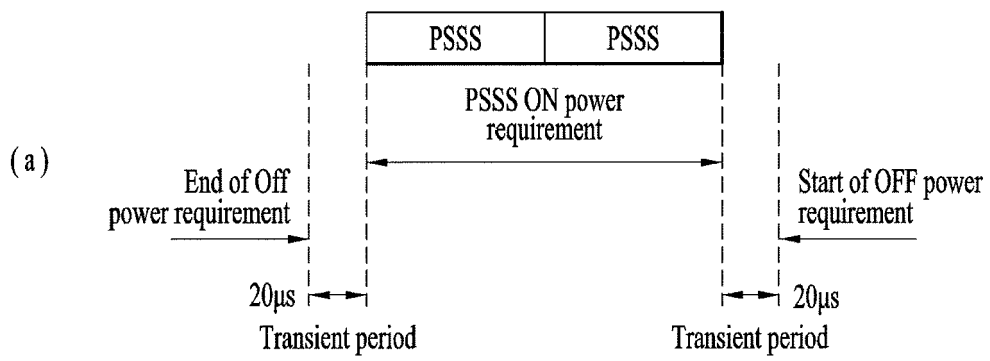 PSSS PSSS
PSSS ON power
requirement
(a)
End of Off
power requirement
Start of OFF power
requirement
20μs
20μs
Transient period
Transient period